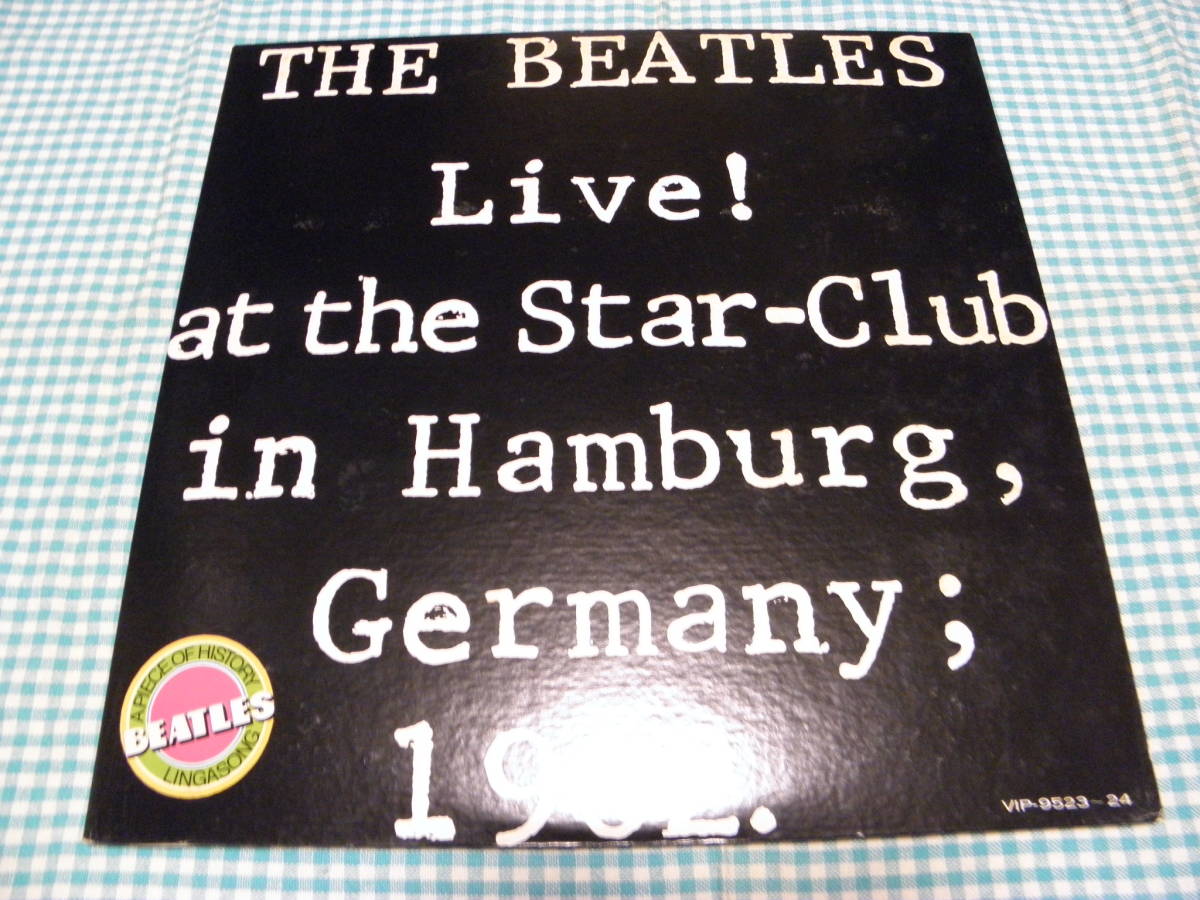 THE BEATLES
Live!
at the Star-Club
in Hamburg,
Germany;
1962.
A PIECE OF HISTORY
BEATLES
LINGASONG
VIP-9523~24